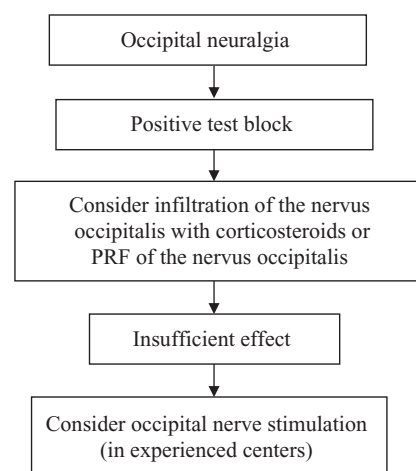 Occipital neuralgia
Positive test block
Consider infiltration of the nervus
occipitalis with corticosteroids or
PRF of the nervus occipitalis
Insufficient effect
Consider occipital nerve stimulation
(in experienced centers)